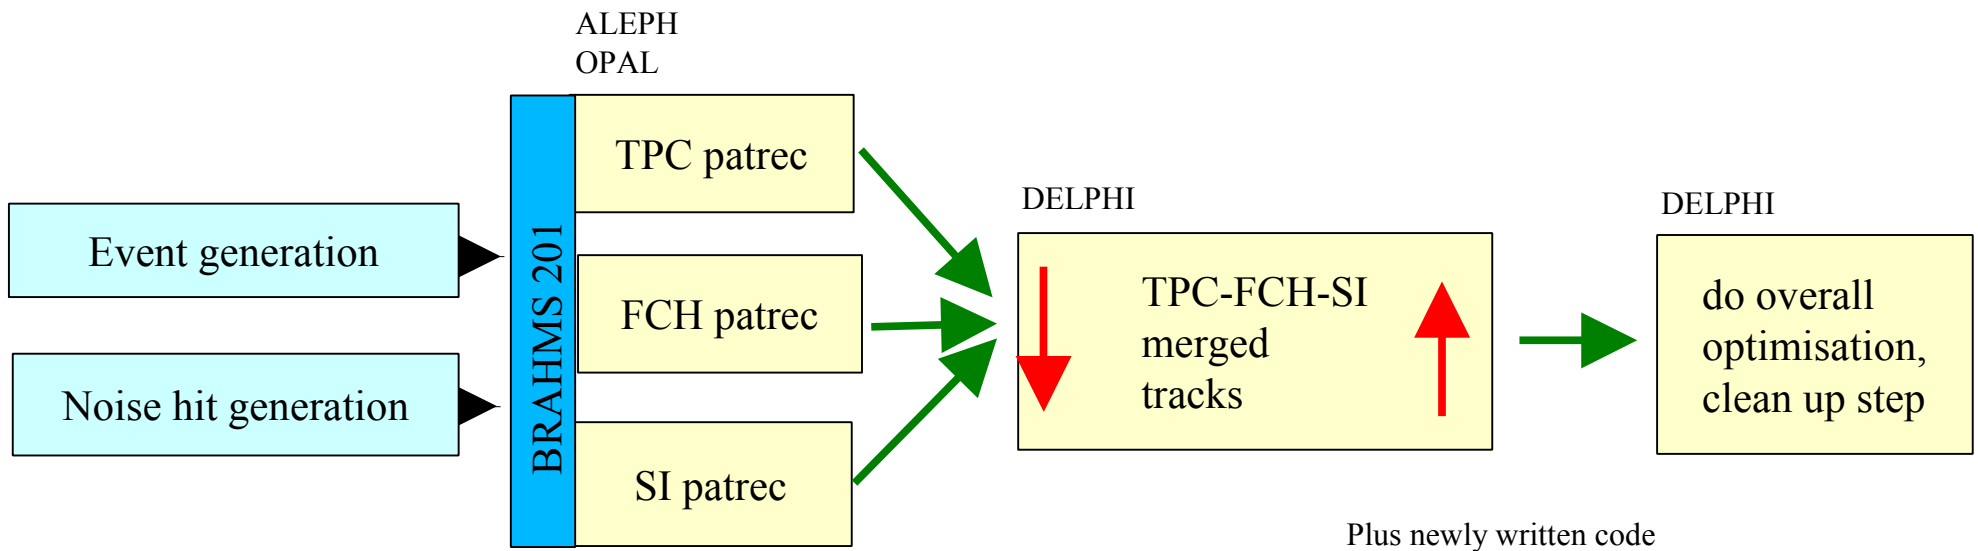 ALEPH
OPAL
TPC patrec
Event generation
Noise hit generation
BRAHMS 201
FCH patrec
SI patrec
DELPHI
TPC-FCH-SI
merged
tracks
DELPHI
do overall
optimisation,
clean up step
Plus newly written code